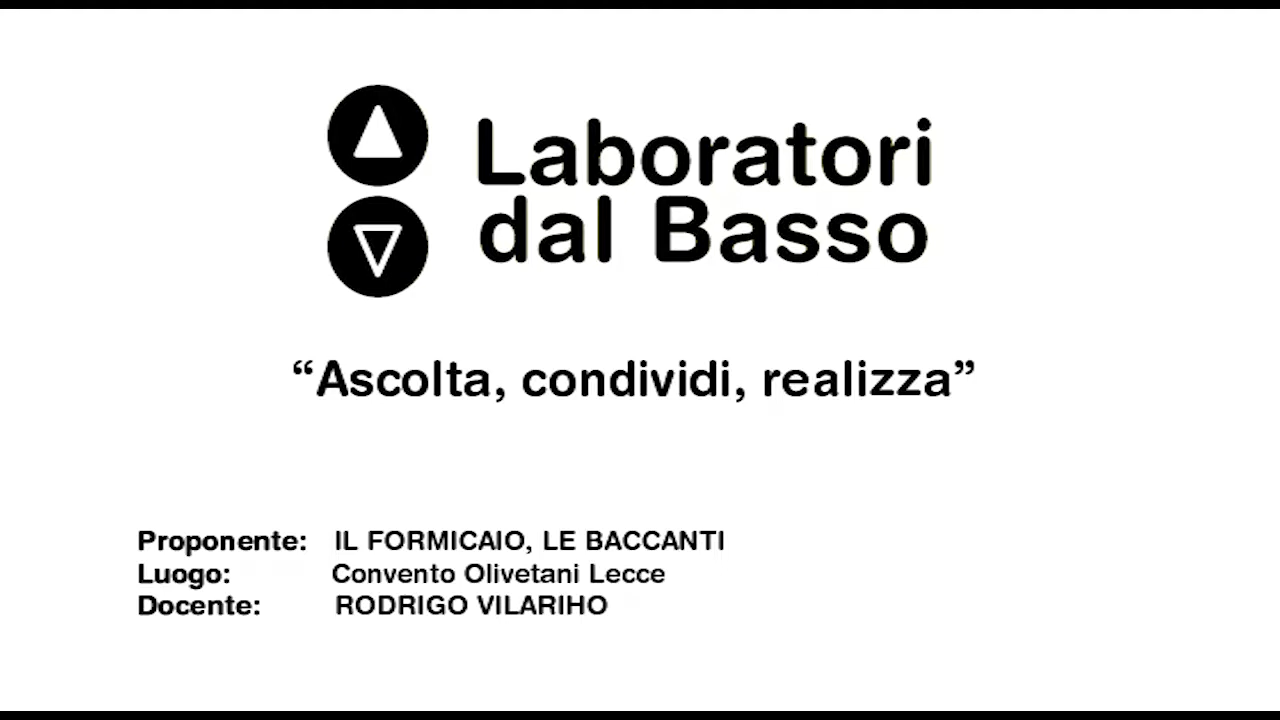 Laboratori
dal Basso
“Ascolta, condividi, realizza”
Proponente: IL FORMICAIO, LE BACCANTI
Luogo: Convento Olivetani Lecce
Docente: RODRIGO VILARIHO